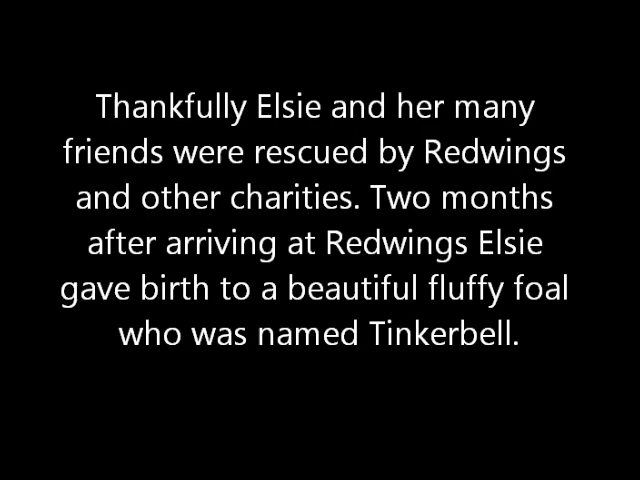 Thankfully Elsie and her many
friends were rescued by Redwings
and other charities. Two months
after arriving at Redwings Elsie
gave birth to a beautiful fluffy foal
who was named Tinkerbell.